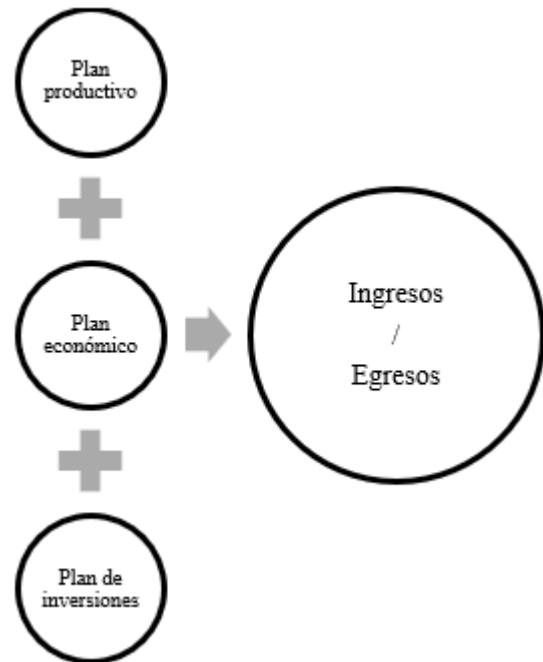 Plan
productivo
Plan
económico
Plan de
inversiones
Ingresos
/
Egresos